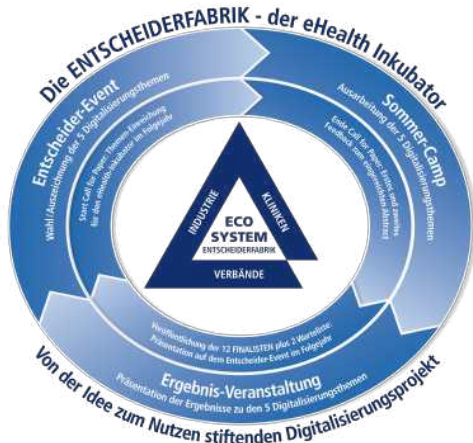 Die ENTSCHEIDERFABRIK - der eHealth Inkubator
Entscheider-Event
Wahl/Auszeichnung der 5 Digitalisierungsthemen
Start Call for Paper: Themen-Einreichung
für den eHealth-Inkubator im Folgejahr
Sommer-Camp
Ausarbeitung der 5 Digitalisierungsthemen
Ende Call for Paper: Erstes und zweites
Feedback zum eingereichten Abstract
INDUSTRIE
KLINIKEN
ECO
SYSTEM
ENTSCHEIDERFABRIK
VERBÄNDE
Veröffentlichung der 12 FINALISTEN plus 2 Warteliste:
Präsentation auf dem Entscheider-Event im Folgejahr
Ergebnis-Veranstaltung
Präsentation der Ergebnisse zu den 5 Digitalisierungsthemen
Von der Idee zum Nutzen stiftenden Digitalisierungsprojekt